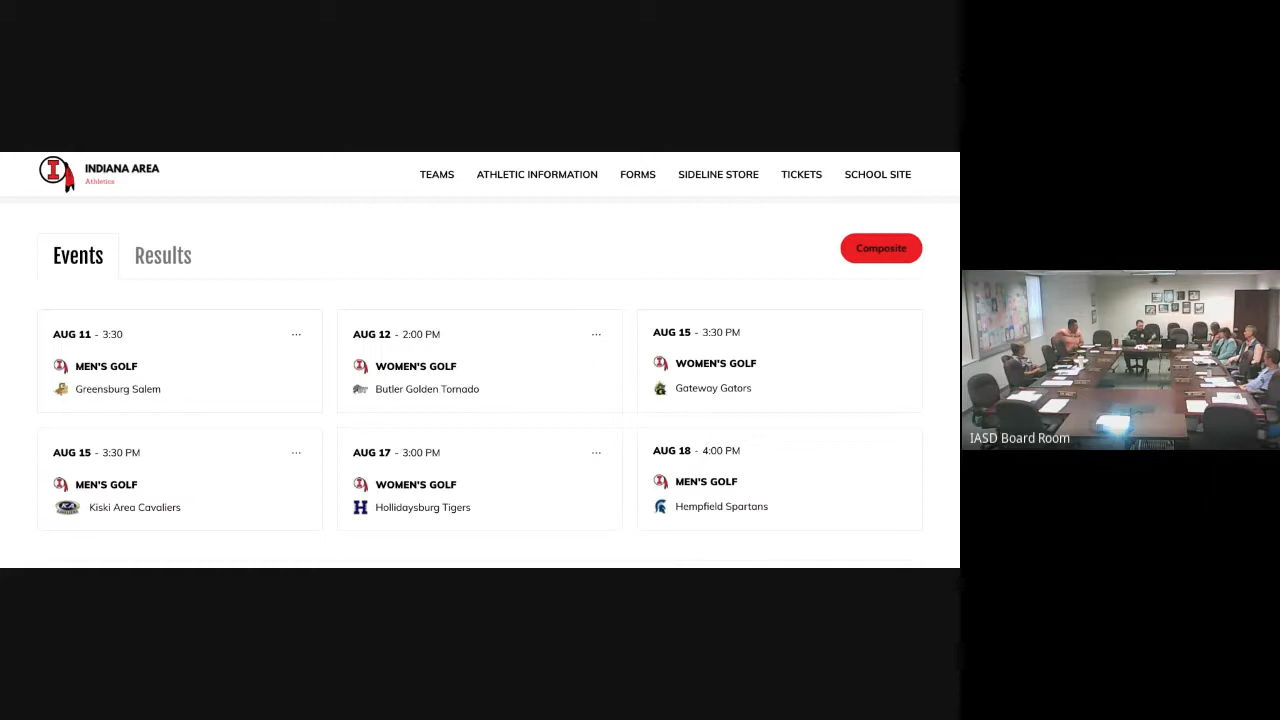 INDIANA AREA
Athletics
TEAMS ATHLETIC INFORMATION FORMS SIDELINE STORE TICKETS SCHOOL SITE
Events Results
Composite
AUG 11 - 3:30 ...
MEN'S GOLF
Greensburg Salem
AUG 12 - 2:00 PM ...
WOMEN'S GOLF
Butler Golden Tornado
AUG 15 - 3:30 PM
WOMEN'S GOLF
Gateway Gators
AUG 15 - 3:30 PM ...
MEN'S GOLF
KA
Kiski Area Cavaliers
AUG 17 - 3:00 PM ...
WOMEN'S GOLF
H Hollidaysburg Tigers
AUG 18 - 4:00 PM
MEN'S GOLF
Hempfield Spartans
IASD Board Room